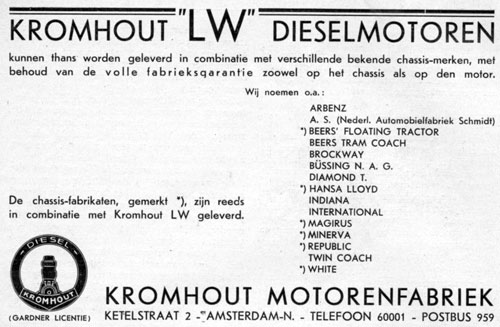 KROMHOUT "LW" DIESELMOTOREN
kunnen thans worden geleverd in combinatie met verschillende bekende chassis-merken, met
behoud van de volle fabrieksgarantie zoowel op het chassis als op den motor.
Wij noemen o.a.:
ARBENZ
A. S. (Nederl. Automobielfabriek Schmidt)
*) BEERS' FLOATING TRACTOR
BEERS TRAM COACH
BROCKWAY
BÜSSING N. A. G.
DIAMOND T.
*) HANSA LLOYD
INDIANA
INTERNATIONAL
*) MAGIRUS
*) MINERVA
*) REPUBLIC
TWIN COACH
*) WHITE
De chassis-fabrikaten, gemerkt *), zijn reeds
in combinatie met Kromhout LW geleverd.
DIESEL
KROMHOUT
(GARDNER LICENTIE)
KROMHOUT MOTORENFABRIEK
KETELSTRAAT 2 - AMSTERDAM-N. - TELEFOON 60001 - POSTBUS 959